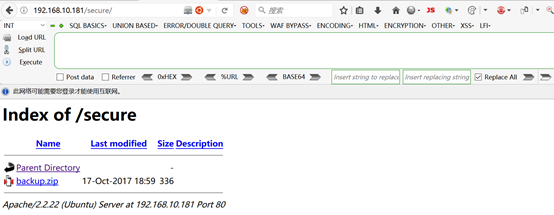 192.168.10.181/secure/
搜索
INT
SQL BASICS UNION BASED ERROR/DOUBLE QUERY TOOLS WAF BYPASS ENCODING HTML ENCRYPTION OTHER XSS LFI
Load URL
Split URL
Execute
Post data Referrer 0xHEX %URL BASE64 Insert string to replace Insert replacing string Replace All
此网络可能需要您登录才能使用互联网。
Index of /secure
Name Last modified Size Description
Parent Directory -
backup.zip 17-Oct-2017 18:59 336
Apache/2.2.22 (Ubuntu) Server at 192.168.10.181 Port 80